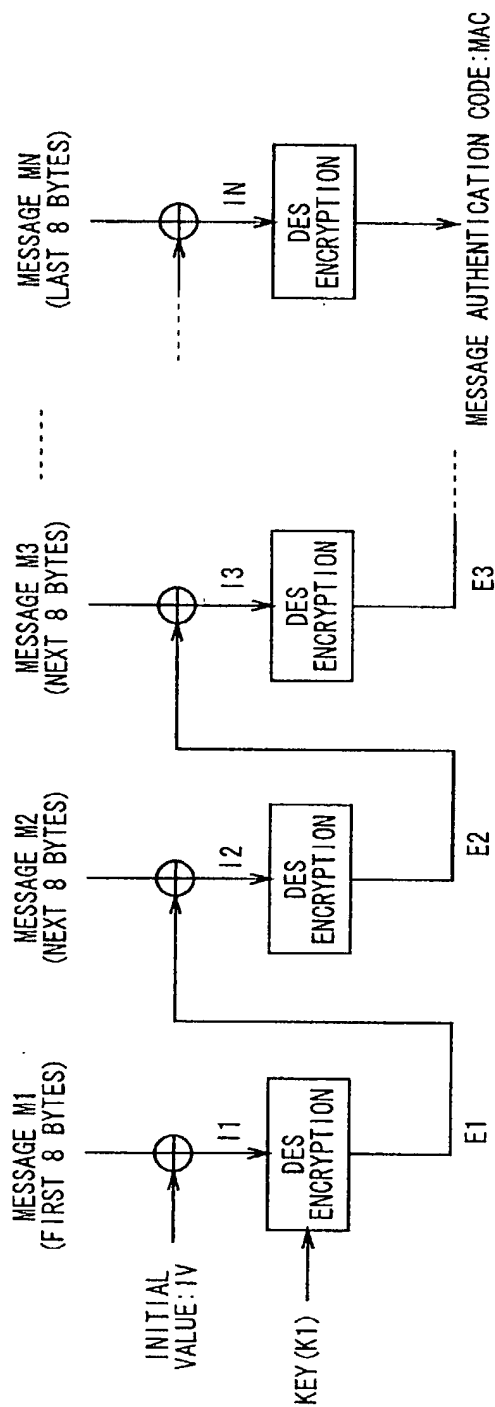 MESSAGE M1
(FIRST 8 BYTES)
MESSAGE M2
(NEXT 8 BYTES)
MESSAGE M3
(NEXT 8 BYTES)
......
MESSAGE MN
(LAST 8 BYTES)
INITIAL
VALUE:IV
I1
I2
I3
IN
KEY(K1)
DES
ENCRYPTION
DES
ENCRYPTION
DES
ENCRYPTION
DES
ENCRYPTION
E1
E2
E3
MESSAGE AUTHENTICATION CODE:MAC